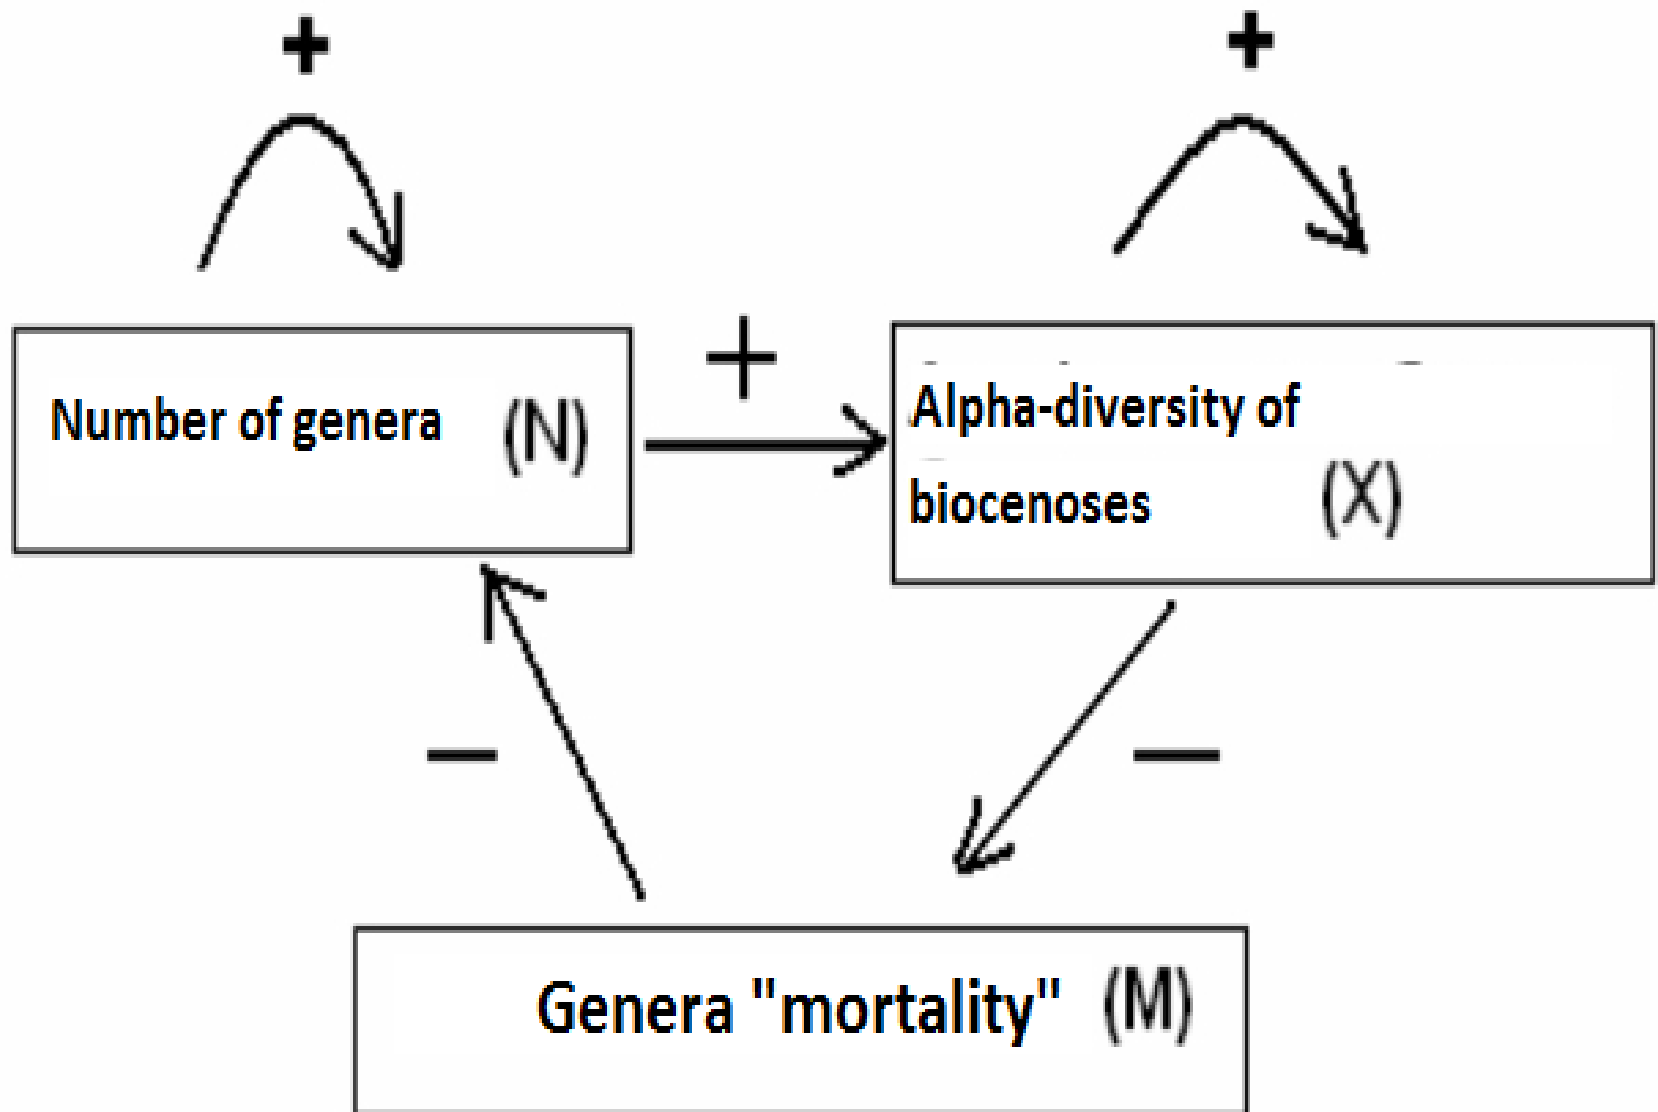 +
+
Number of genera (N)
+
Alpha-diversity of
biocenoses (X)
−
−
Genera "mortality" (M)